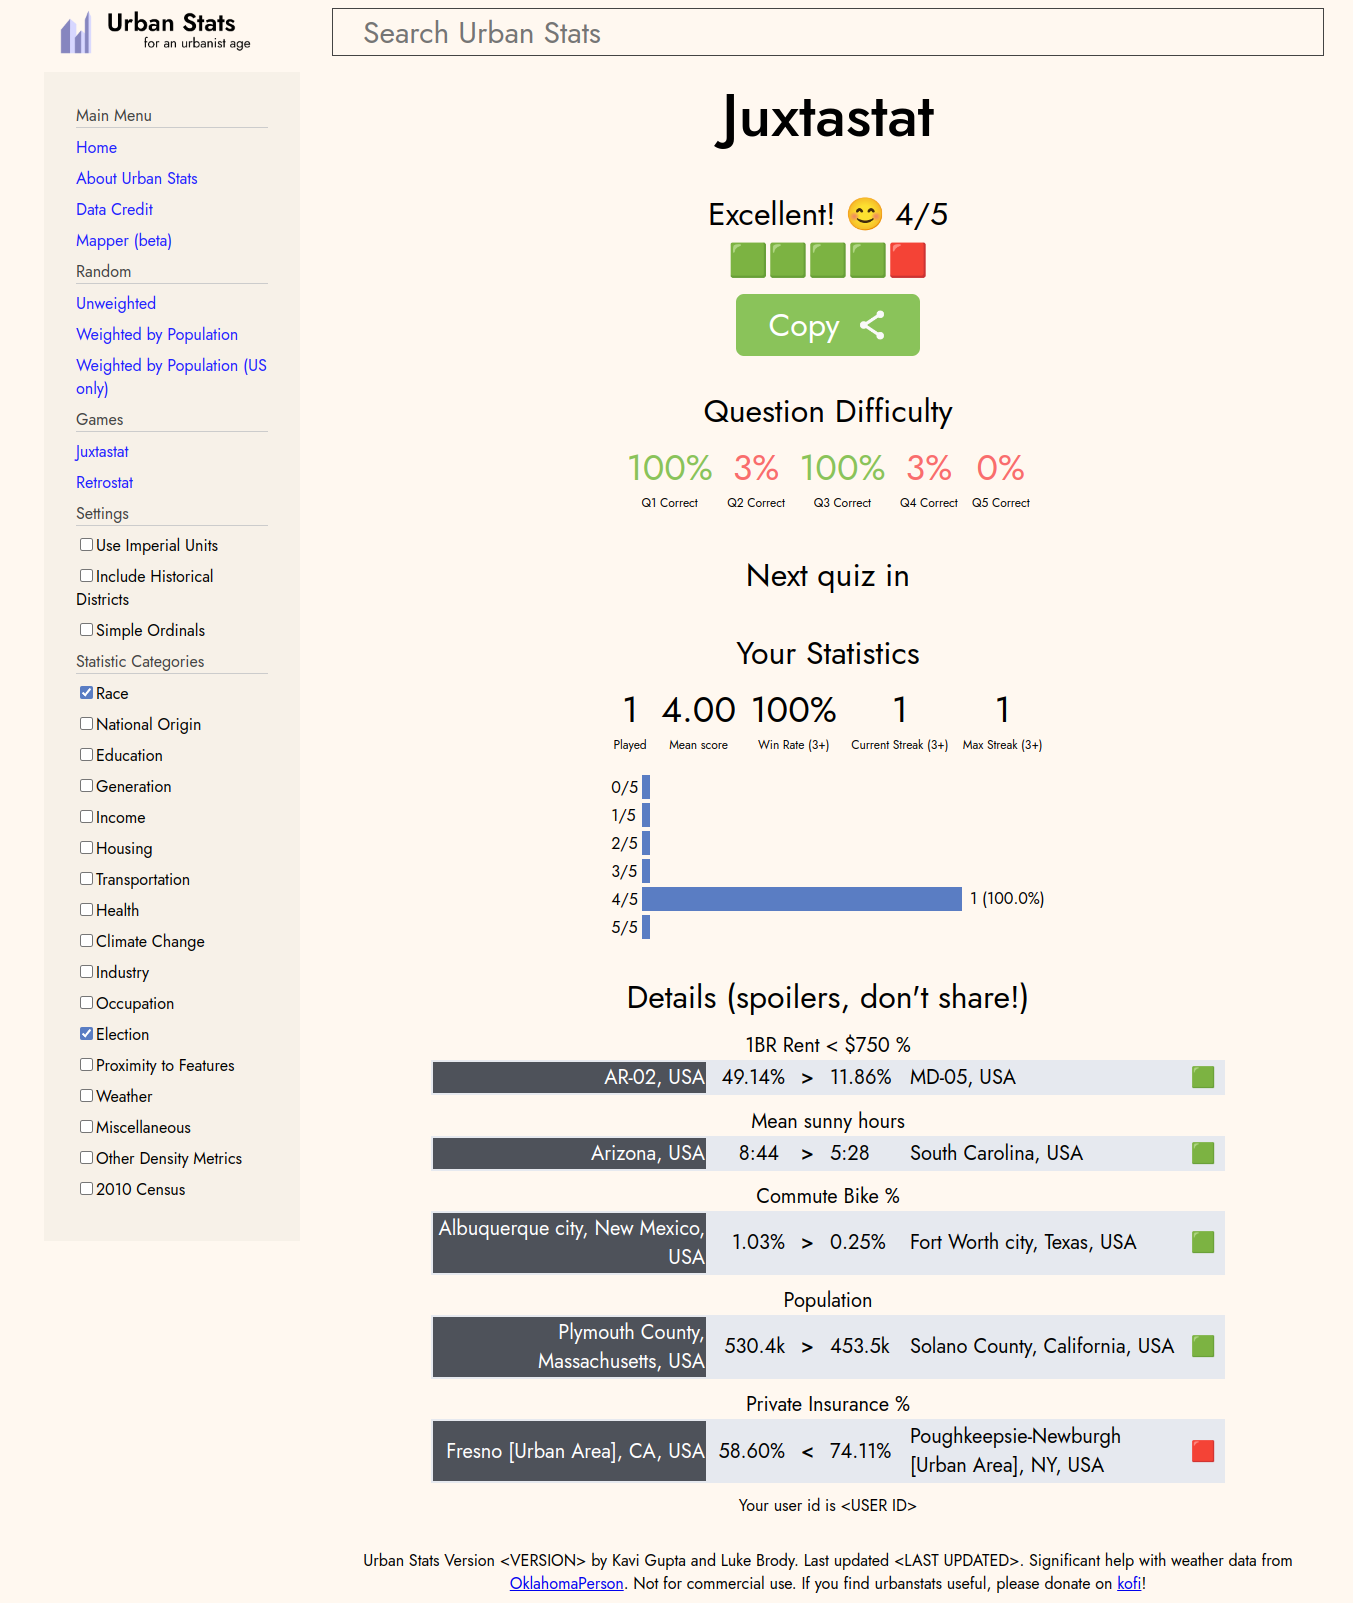 Urban Stats
for an urbanist age
Search Urban Stats
Main Menu
Home
About Urban Stats
Data Credit
Mapper (beta)
Random
Unweighted
Weighted by Population
Weighted by Population (US
only)
Games
Juxtastat
Retrostat
Settings
Use Imperial Units
Include Historical
Districts
Simple Ordinals
Statistic Categories
Race
National Origin
Education
Generation
Income
Housing
Transportation
Health
Climate Change
Industry
Occupation
Election
Proximity to Features
Weather
Miscellaneous
Other Density Metrics
2010 Census
Juxtastat
Excellent! 😊 4/5
🟩🟩🟩🟩🟥
Copy
Question Difficulty
100% 3% 100% 3% 0%
Q1 Correct Q2 Correct Q3 Correct Q4 Correct Q5 Correct
Next quiz in
Your Statistics
1 4.00 100% 1 1
Played Mean score Win Rate (3+) Current Streak (3+) Max Streak (3+)
0/5
1/5
2/5
3/5
4/5 1 (100.0%)
5/5
Details (spoilers, don't share!)
1BR Rent < $750 %
AR-02, USA 49.14% > 11.86% MD-05, USA 🟩
Mean sunny hours
Arizona, USA 8:44 > 5:28 South Carolina, USA 🟩
Commute Bike %
Albuquerque city, New Mexico,
USA 1.03% > 0.25% Fort Worth city, Texas, USA 🟩
Population
Plymouth County,
Massachusetts, USA 530.4k > 453.5k Solano County, California, USA 🟩
Private Insurance %
Fresno [Urban Area], CA, USA 58.60% < 74.11% Poughkeepsie-Newburgh
[Urban Area], NY, USA 🟥
Your user id is <USER ID>
Urban Stats Version <VERSION> by Kavi Gupta and Luke Brody. Last updated <LAST UPDATED>. Significant help with weather data from
OklahomaPerson. Not for commercial use. If you find urbanstats useful, please donate on kofi!